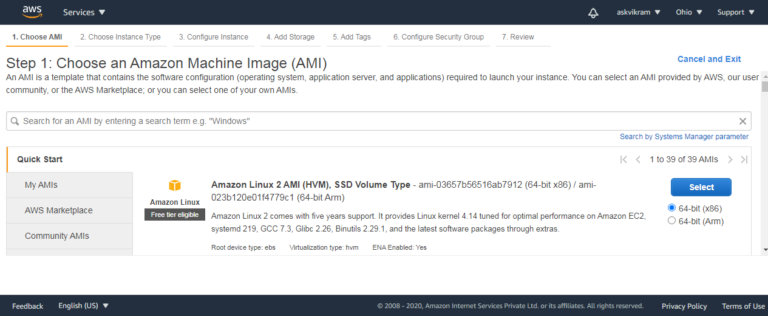 aws
Services
askvikram
Ohio
Support
1. Choose AMI
2. Choose Instance Type
3. Configure Instance
4. Add Storage
5. Add Tags
6. Configure Security Group
7. Review
Step 1: Choose an Amazon Machine Image (AMI)
Cancel and Exit
An AMI is a template that contains the software configuration (operating system, application server, and applications) required to launch your instance. You can select an AMI provided by AWS, our user
community, or the AWS Marketplace; or you can select one of your own AMIs.
Search for an AMI by entering a search term e.g. "Windows"
Search by Systems Manager parameter
Quick Start
1 to 39 of 39 AMIs
My AMIs
AWS Marketplace
Community AMIs
Amazon Linux
Free tier eligible
Amazon Linux 2 AMI (HVM), SSD Volume Type - ami-03657b56516ab7912 (64-bit x86) / ami-
023b120e01f4779c1 (64-bit Arm)
Amazon Linux 2 comes with five years support. It provides Linux kernel 4.14 tuned for optimal performance on Amazon EC2,
systemd 219, GCC 7.3, Glibc 2.26, Binutils 2.29.1, and the latest software packages through extras.
Root device type: ebs Virtualization type: hvm ENA Enabled: Yes
Select
64-bit (x86)
64-bit (Arm)
Feedback
English (US)
© 2008 - 2020, Amazon Internet Services Private Ltd. or its affiliates. All rights reserved.
Privacy Policy
Terms of Use